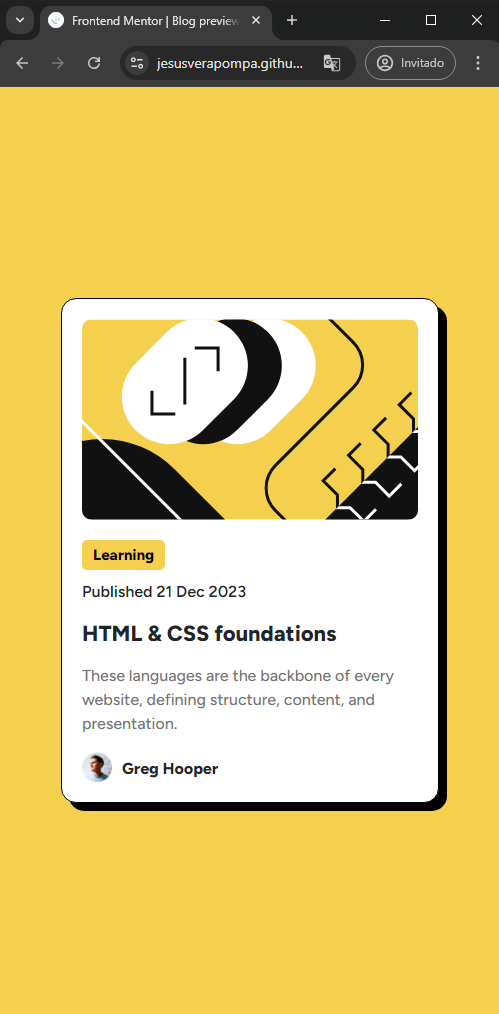 Frontend Mentor | Blog preview
jesusverapompa.githu...
Invitado
Learning
Published 21 Dec 2023
HTML & CSS foundations
These languages are the backbone of every
website, defining structure, content, and
presentation.
Greg Hooper